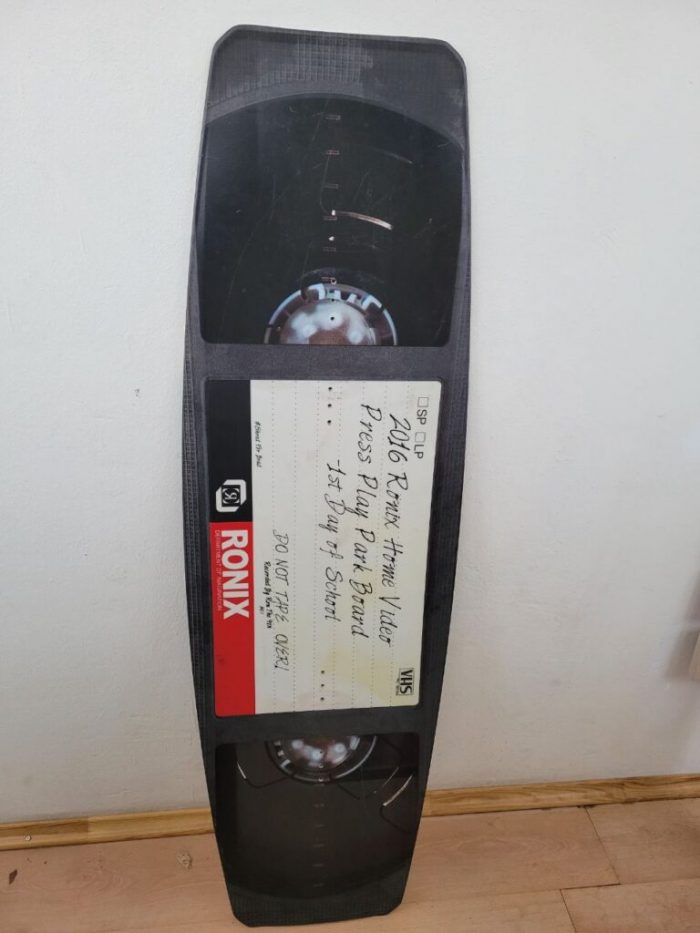 SP LP
2016 Ronix Home Video
Press Play Park Board
-1st Day of School
DO NOT TAPE OVER!
VHS
RONIX